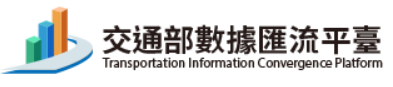 交通部數據匯流平臺
Transportation Information Convergence Platform